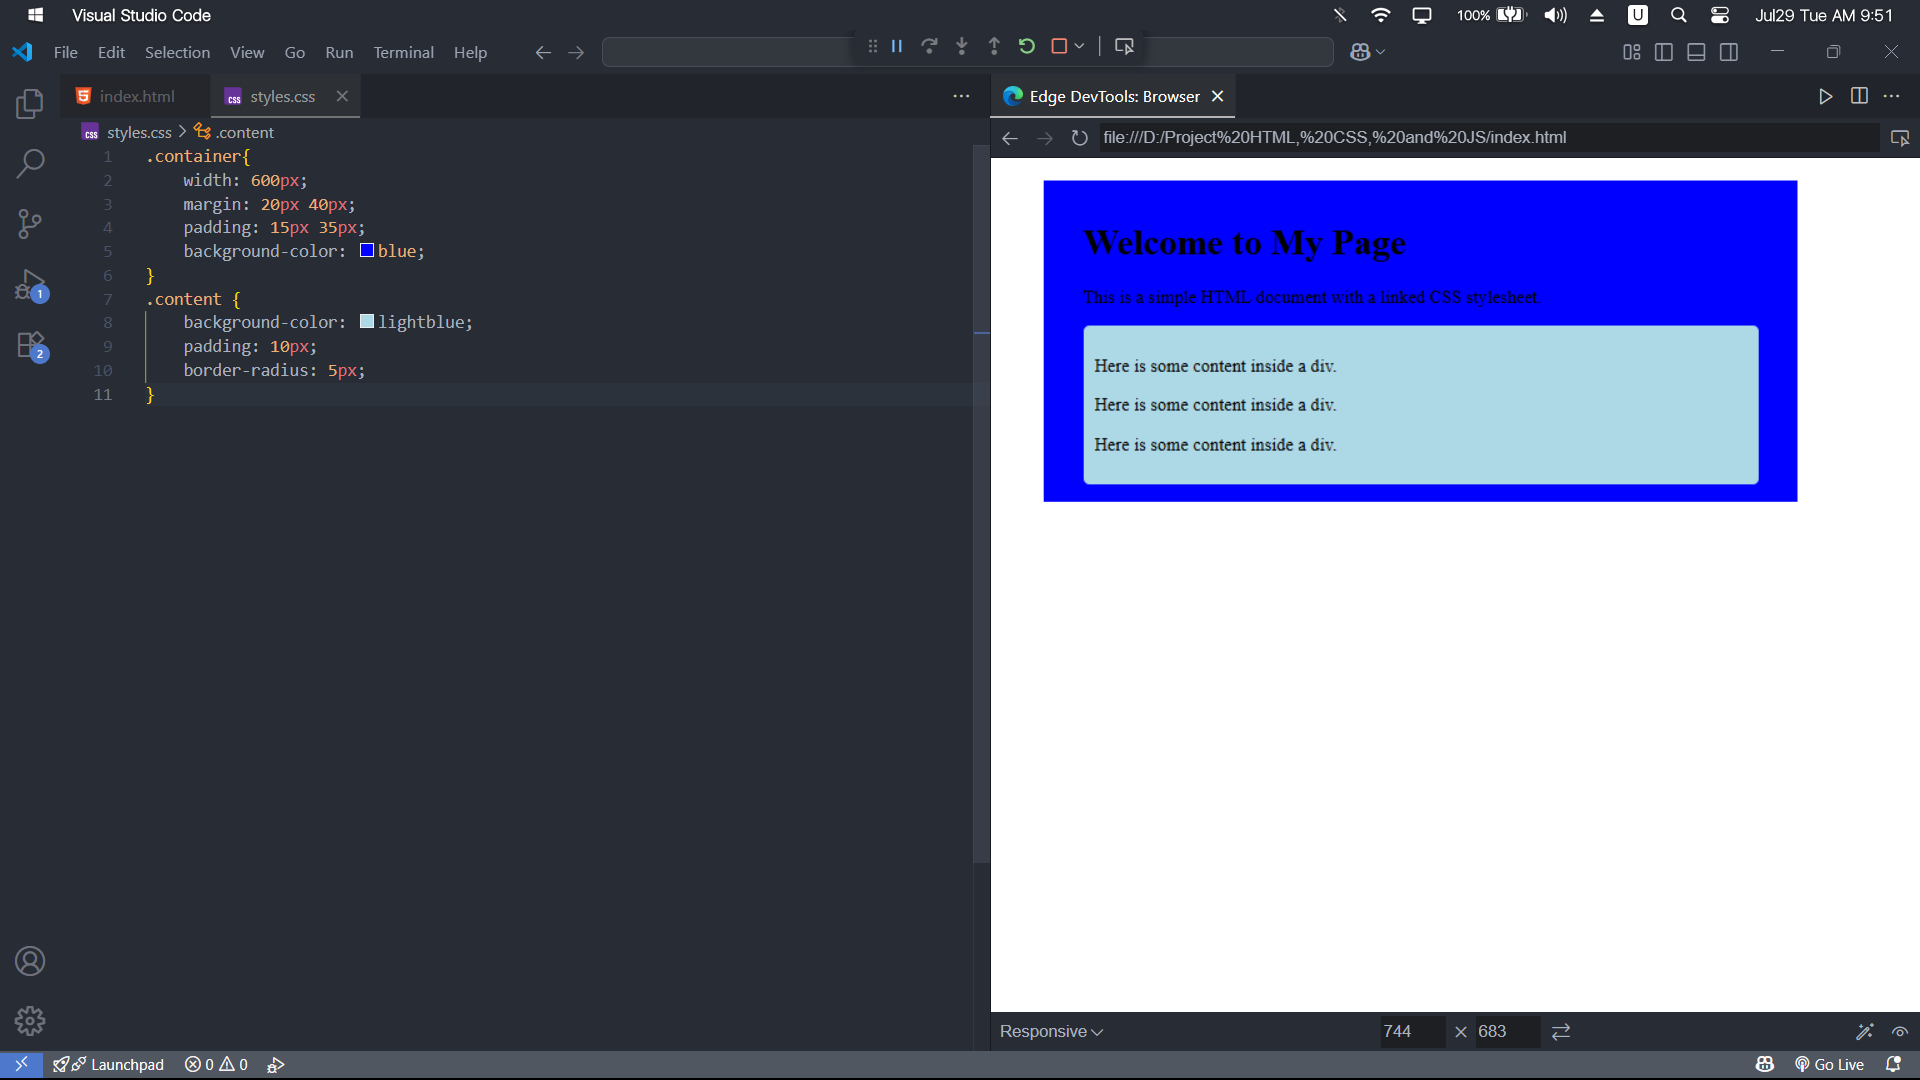 Visual Studio Code
100%
U
Jul29 Tue AM 9:51
File Edit Selection View Go Run Terminal Help
index.html
css styles.css
Edge DevTools: Browser
css styles.css > .content
file:///D:/Project%20HTML,%20CSS,%20and%20JS/index.html
1 .container{
2 width: 600px;
3 margin: 20px 40px;
4 padding: 15px 35px;
5 background-color: blue;
6 }
7 .content {
8 background-color: lightblue;
9 padding: 10px;
10 border-radius: 5px;
11 }
1
2
Welcome to My Page
This is a simple HTML document with a linked CSS stylesheet.
Here is some content inside a div.
Here is some content inside a div.
Here is some content inside a div.
Responsive
744 × 683
Launchpad
0 0
Go Live